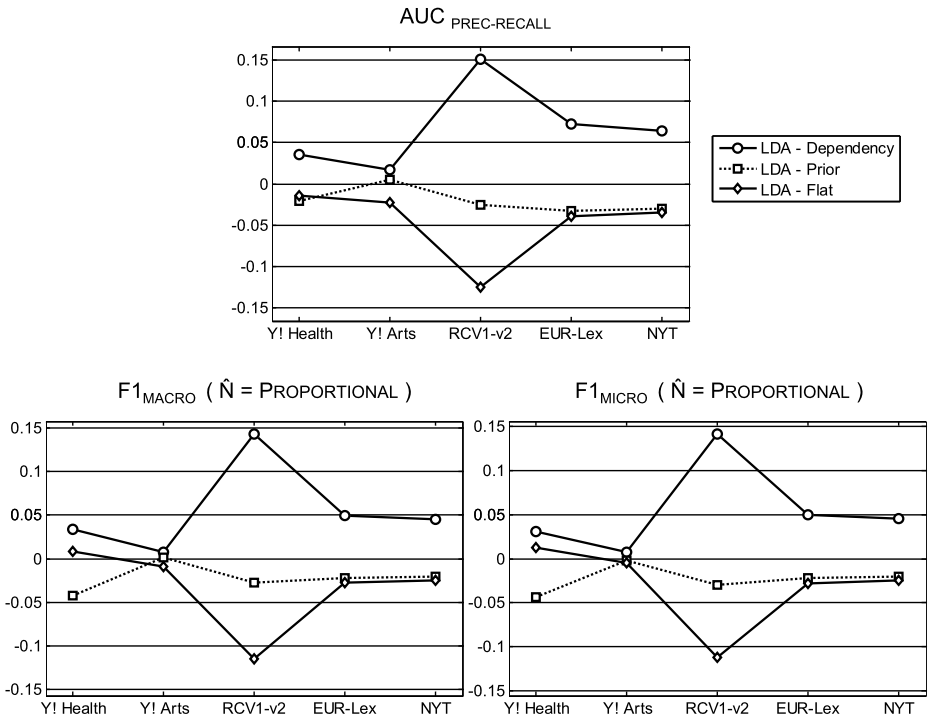 AUC PREC-RECALL
0.15
0.1
0.05
0
-0.05
-0.1
-0.15
Y! Health Y! Arts RCV1-v2 EUR-Lex NYT
LDA - Dependency
LDA - Prior
LDA - Flat
F1MACRO ( N̂ = PROPORTIONAL )
0.15
0.1
0.05
0
-0.05
-0.1
-0.15
Y! Health Y! Arts RCV1-v2 EUR-Lex NYT
F1MICRO ( N̂ = PROPORTIONAL )
0.15
0.1
0.05
0
-0.05
-0.1
-0.15
Y! Health Y! Arts RCV1-v2 EUR-Lex NYT